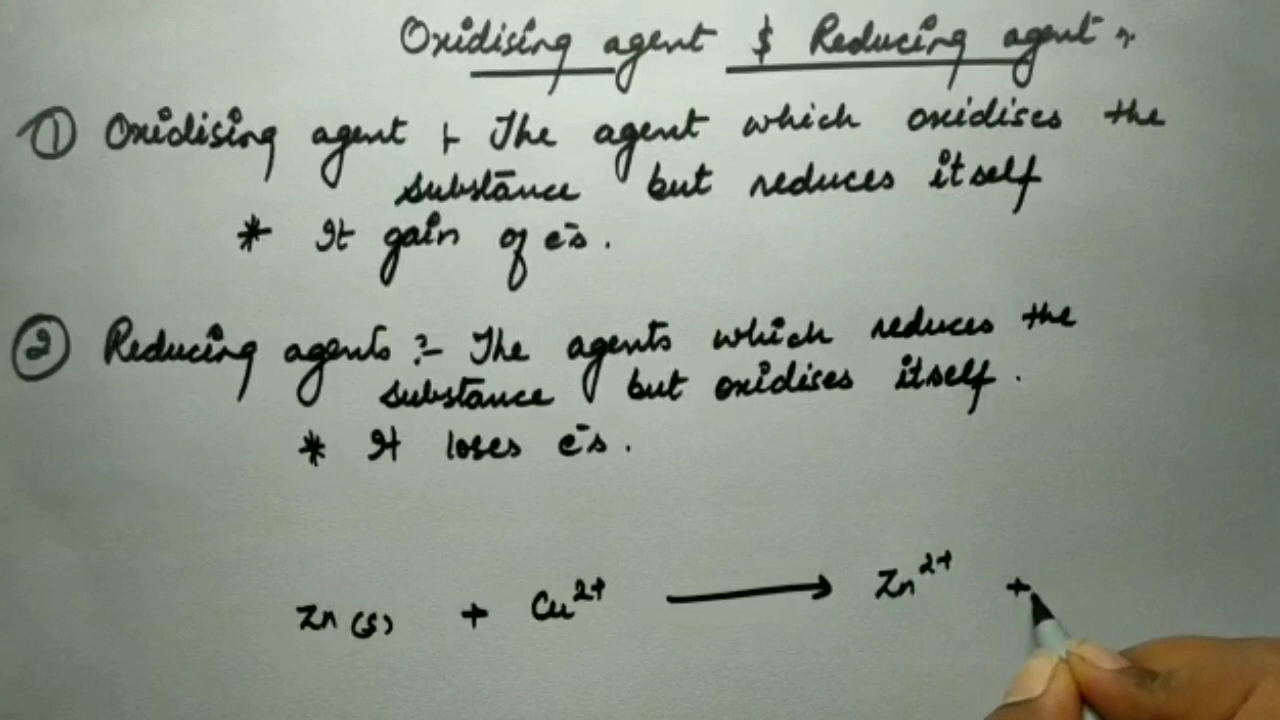 Oxidising agent & Reducing agent :-
① Oxidising agent :- The agent which oxidises the
substance but reduces itself
* It gain of e⁻s.
② Reducing agents :- The agents which reduces the
substance but oxidises itself.
* It loses e⁻s.
Zn (s) + Cu²⁺ ⟶ Zn²⁺ +